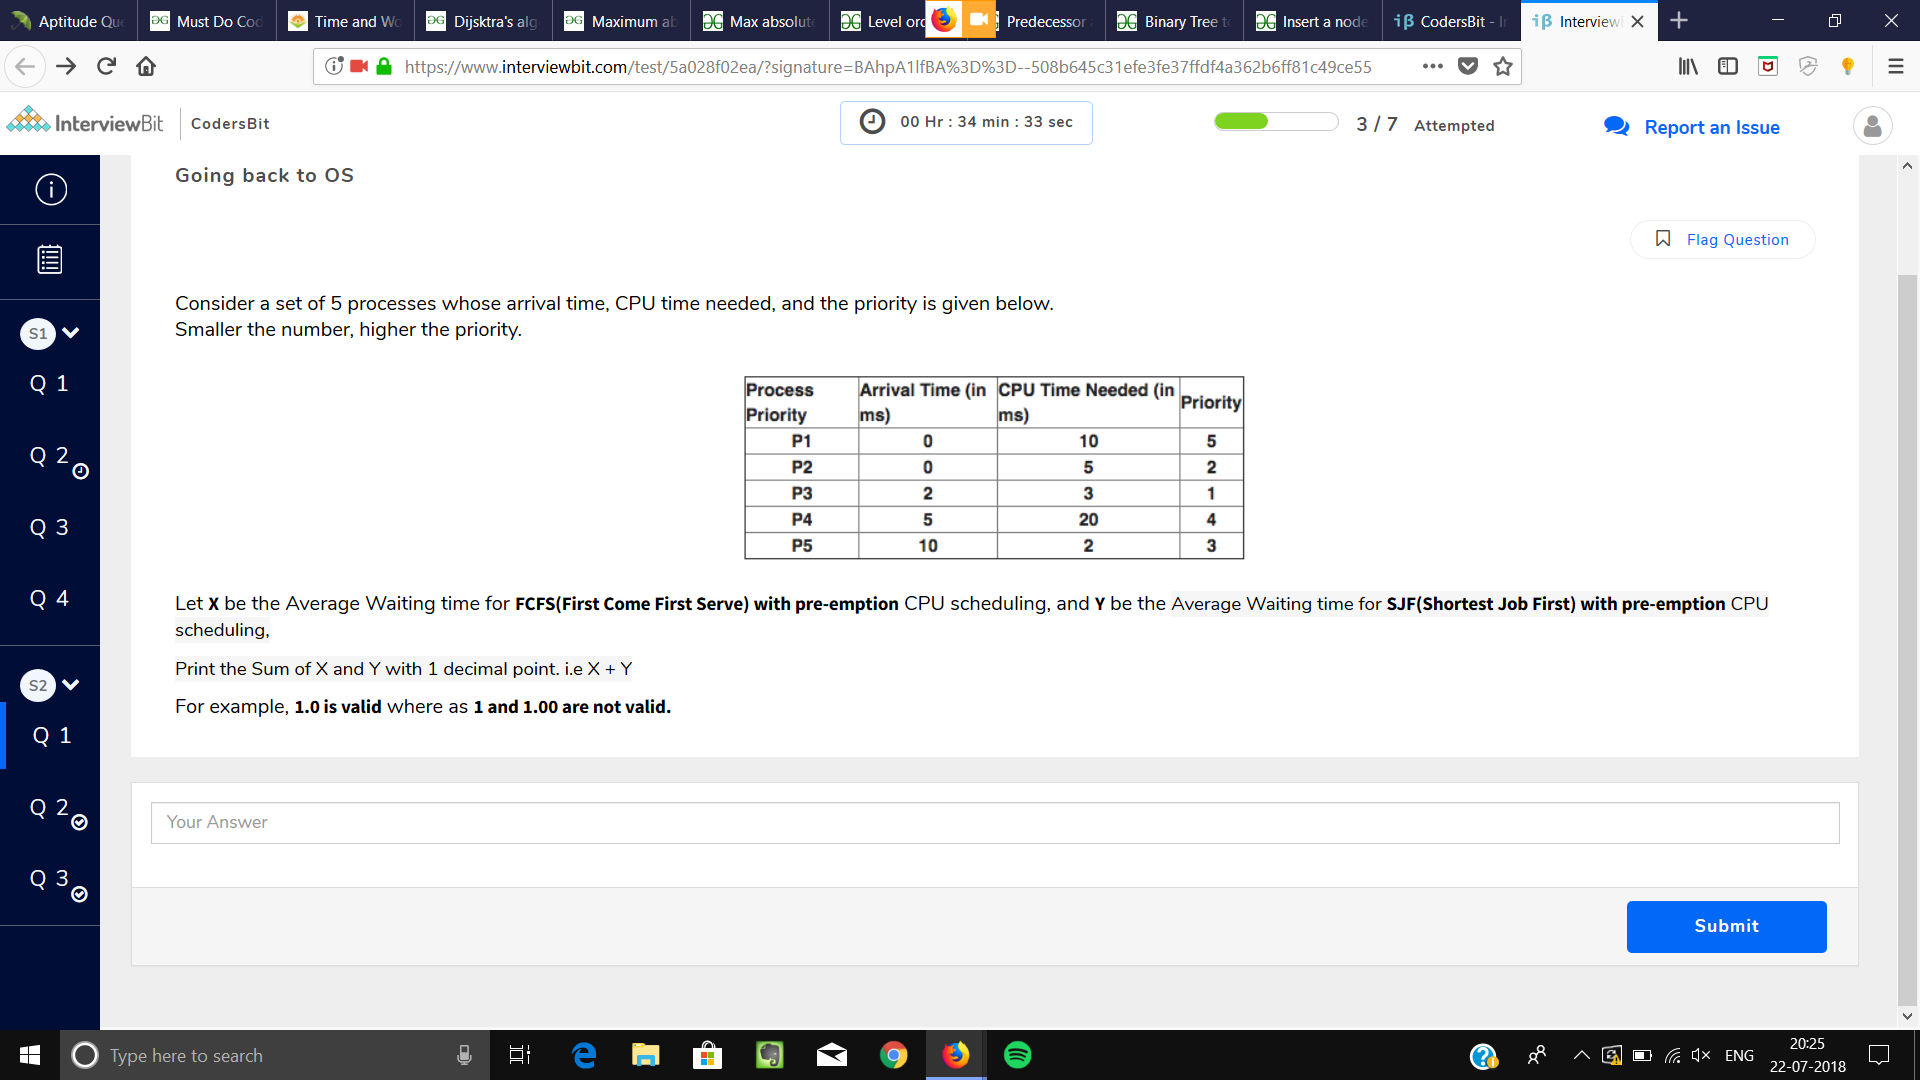 Aptitude Qu
Must Do Cod
Time and Wo
Dijsktra's alg
Maximum ab
Max absolut
Level ord
Predecessor
Binary Tree t
Insert a node
CodersBit - I
Interview
https://www.interviewbit.com/test/5a028f02ea/?signature=BAhpA1lfBA%3D%3D--508b645c31efe3fe37ffdf4a362b6ff81c49ce55
InterviewBit
CodersBit
00 Hr : 34 min : 33 sec
3 / 7 Attempted
Report an Issue
Going back to OS
Flag Question
Consider a set of 5 processes whose arrival time, CPU time needed, and the priority is given below.
Smaller the number, higher the priority.
Process Priority | Arrival Time (in ms) | CPU Time Needed (in ms) | Priority
P1 0 10 5
P2 0 5 2
P3 2 3 1
P4 5 20 4
P5 10 2 3
Let X be the Average Waiting time for FCFS(First Come First Serve) with pre-emption CPU scheduling, and Y be the Average Waiting time for SJF(Shortest Job First) with pre-emption CPU
scheduling,
Print the Sum of X and Y with 1 decimal point. i.e X + Y
For example, 1.0 is valid where as 1 and 1.00 are not valid.
Your Answer
Submit
S1
Q 1
Q 2
Q 3
Q 4
S2
Q 1
Q 2
Q 3
Type here to search
ENG
20:25
22-07-2018